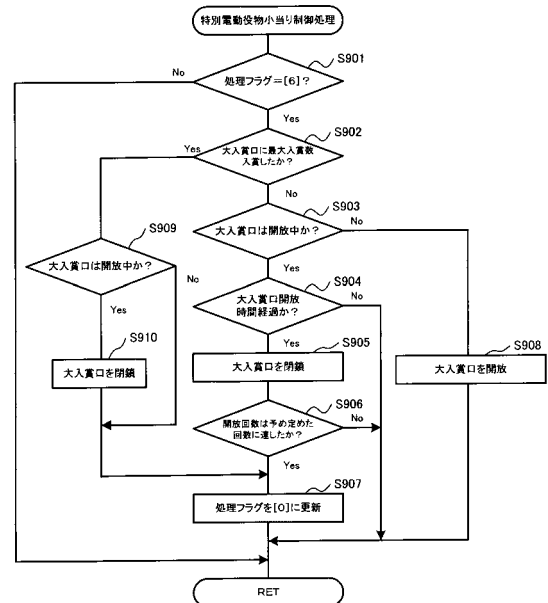 特別電動役物小当り制御処理
S901
処理フラグ=[6]?
No
Yes
S902
大入賞口に最大入賞数
入賞したか?
Yes
No
S903
大入賞口は開放中か?
No
Yes
S909
大入賞口は開放中か?
No
Yes
S904
大入賞口開放
時間経過か?
No
Yes
S910
大入賞口を閉鎖
S905
大入賞口を閉鎖
S908
大入賞口を開放
S906
開放回数は予め定めた
回数に達したか?
No
Yes
S907
処理フラグを[0]に更新
RET